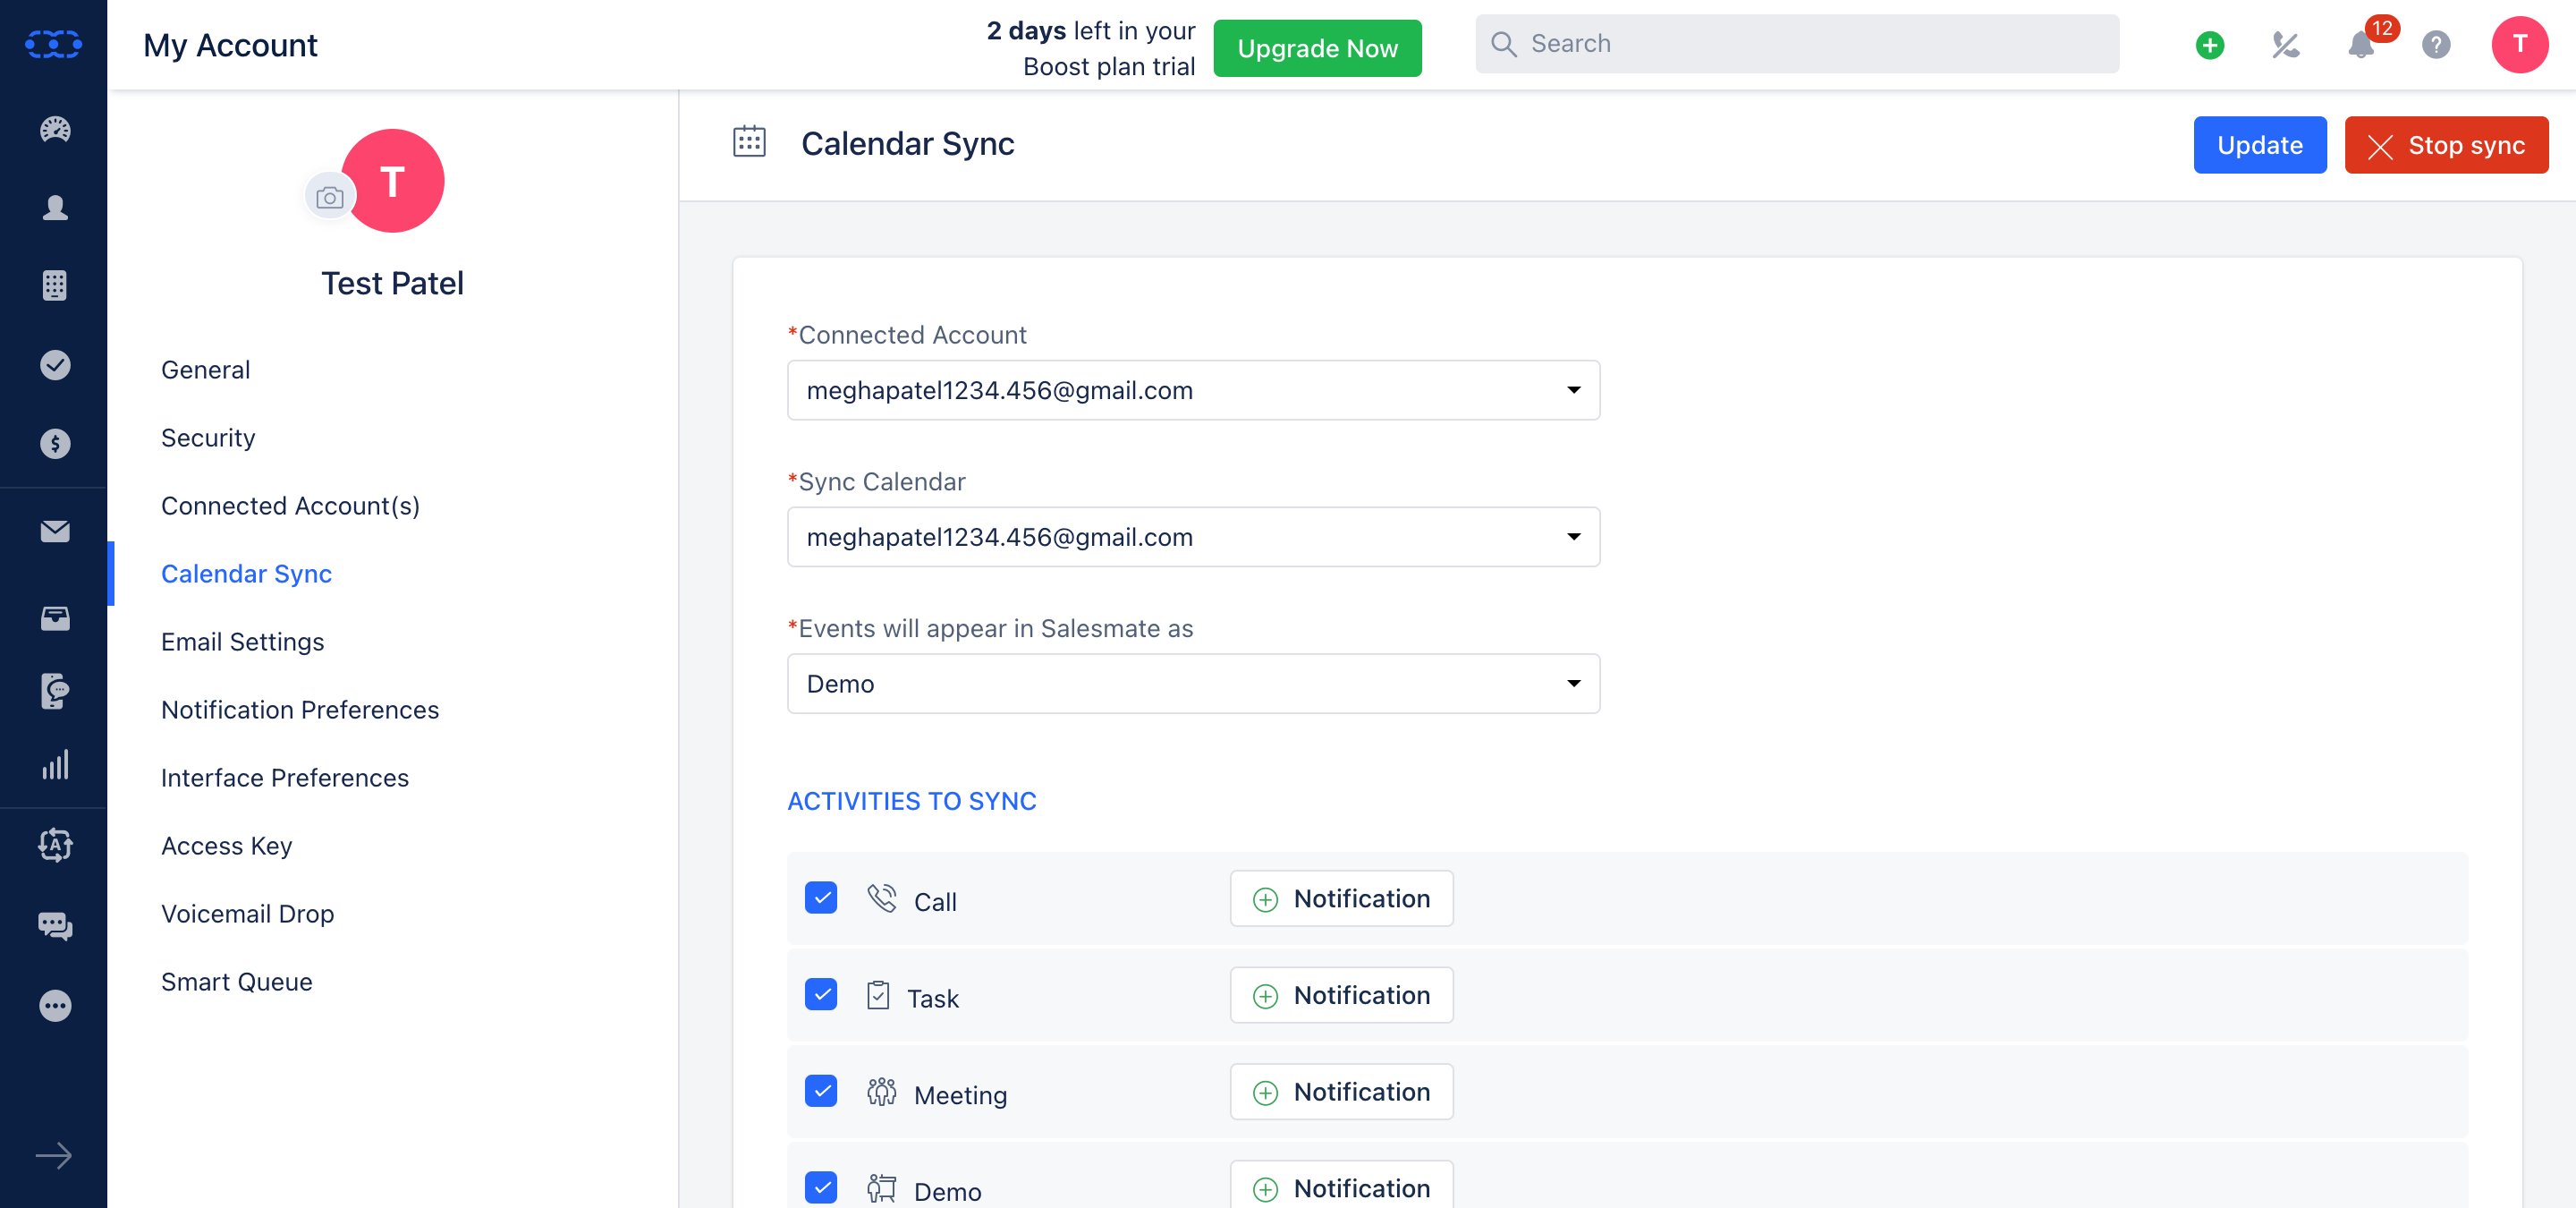 My Account
2 days left in your
Boost plan trial
Upgrade Now
Search
12
?
T
T
Test Patel
General
Security
Connected Account(s)
Calendar Sync
Email Settings
Notification Preferences
Interface Preferences
Access Key
Voicemail Drop
Smart Queue
$
A
Calendar Sync
Update
Stop sync
*Connected Account
meghapatel1234.456@gmail.com
*Sync Calendar
meghapatel1234.456@gmail.com
*Events will appear in Salesmate as
Demo
ACTIVITIES TO SYNC
Call
Notification
Task
Notification
Meeting
Notification
Demo
Notification